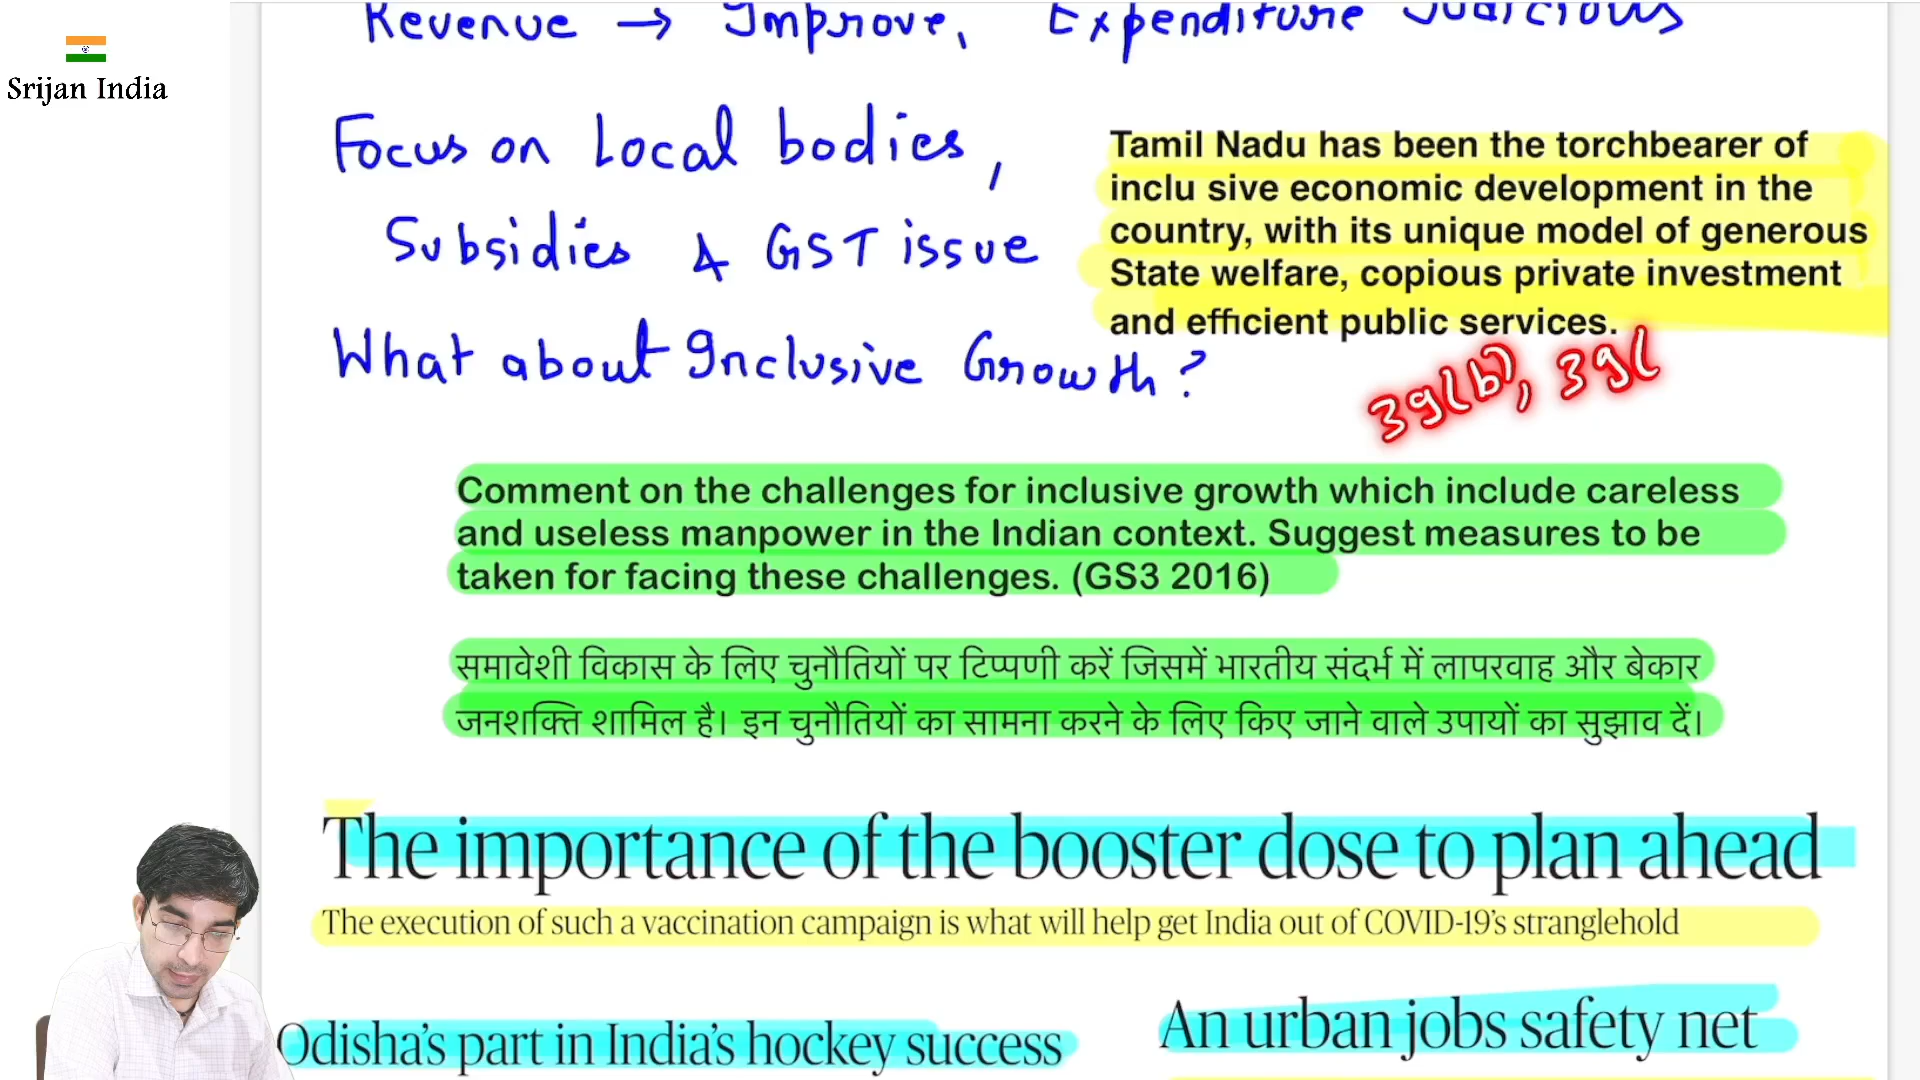 Revenue → Improve, Expenditure Judicious
Srijan India
Focus on Local bodies,
Subsidies & GST issue
What about Inclusive Growth?
Tamil Nadu has been the torchbearer of
inclu sive economic development in the
country, with its unique model of generous
State welfare, copious private investment
and efficient public services.
39(b), 39(
Comment on the challenges for inclusive growth which include careless
and useless manpower in the Indian context. Suggest measures to be
taken for facing these challenges. (GS3 2016)
समावेशी विकास के लिए चुनौतियों पर टिप्पणी करें जिसमें भारतीय संदर्भ में लापरवाह और बेकार
जनशक्ति शामिल है। इन चुनौतियों का सामना करने के लिए किए जाने वाले उपायों का सुझाव दें।
The importance of the booster dose to plan ahead
The execution of such a vaccination campaign is what will help get India out of COVID-19’s stranglehold
Odisha’s part in India’s hockey success
An urban jobs safety net